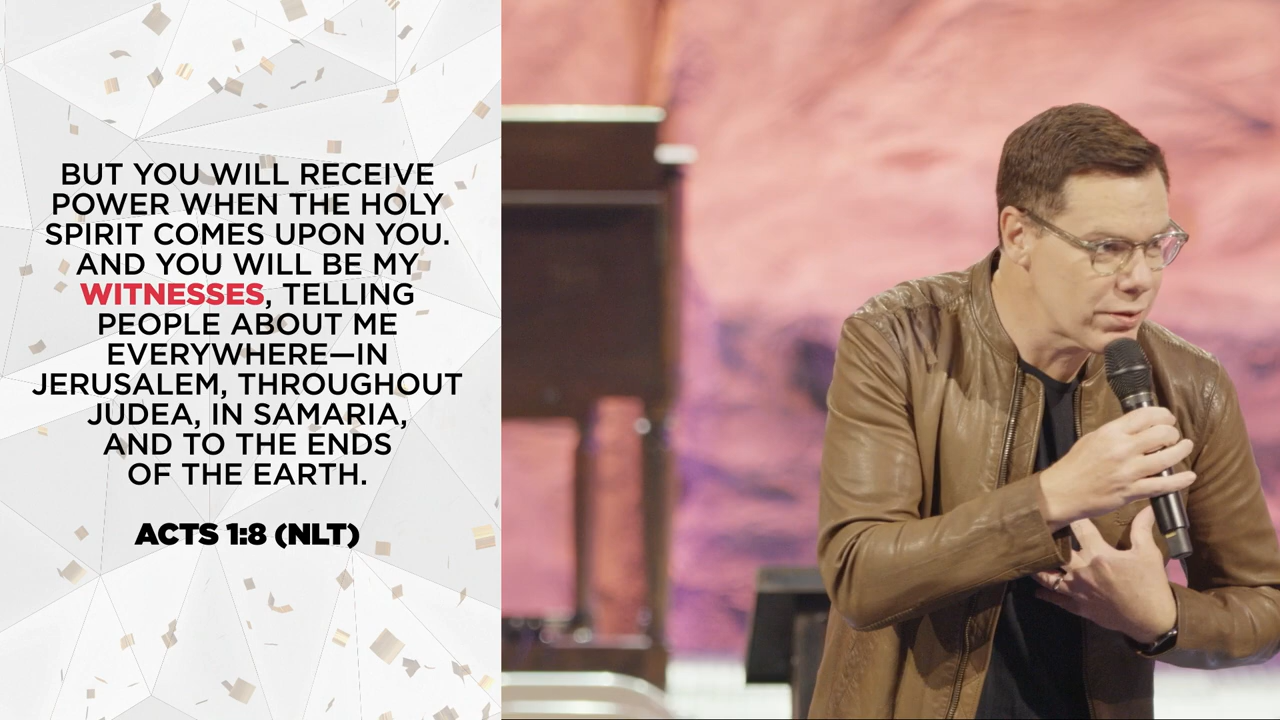 BUT YOU WILL RECEIVE
POWER WHEN THE HOLY
SPIRIT COMES UPON YOU.
AND YOU WILL BE MY
WITNESSES, TELLING
PEOPLE ABOUT ME
EVERYWHERE—IN
JERUSALEM, THROUGHOUT
JUDEA, IN SAMARIA,
AND TO THE ENDS
OF THE EARTH.
ACTS 1:8 (NLT)